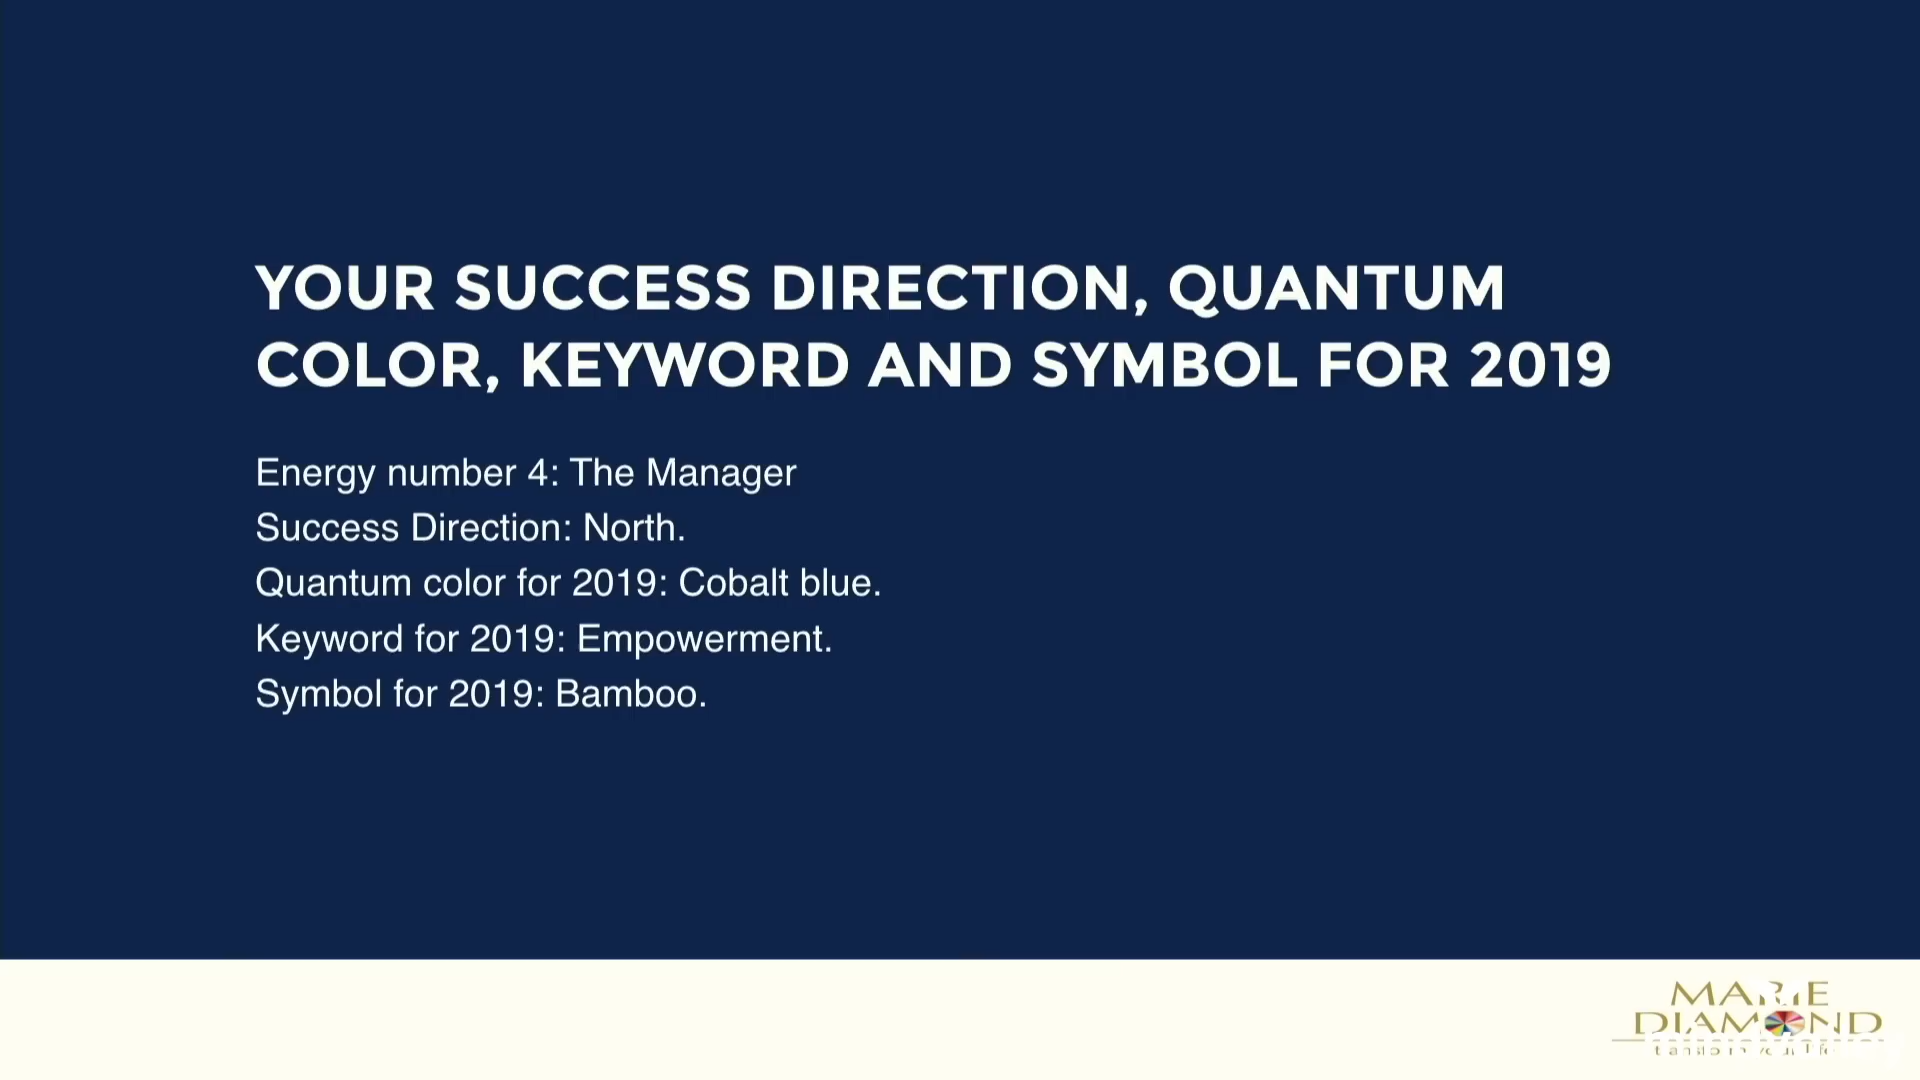 YOUR SUCCESS DIRECTION, QUANTUM
COLOR, KEYWORD AND SYMBOL FOR 2019
Energy number 4: The Manager
Success Direction: North.
Quantum color for 2019: Cobalt blue.
Keyword for 2019: Empowerment.
Symbol for 2019: Bamboo.
MARIE
DIAMOND